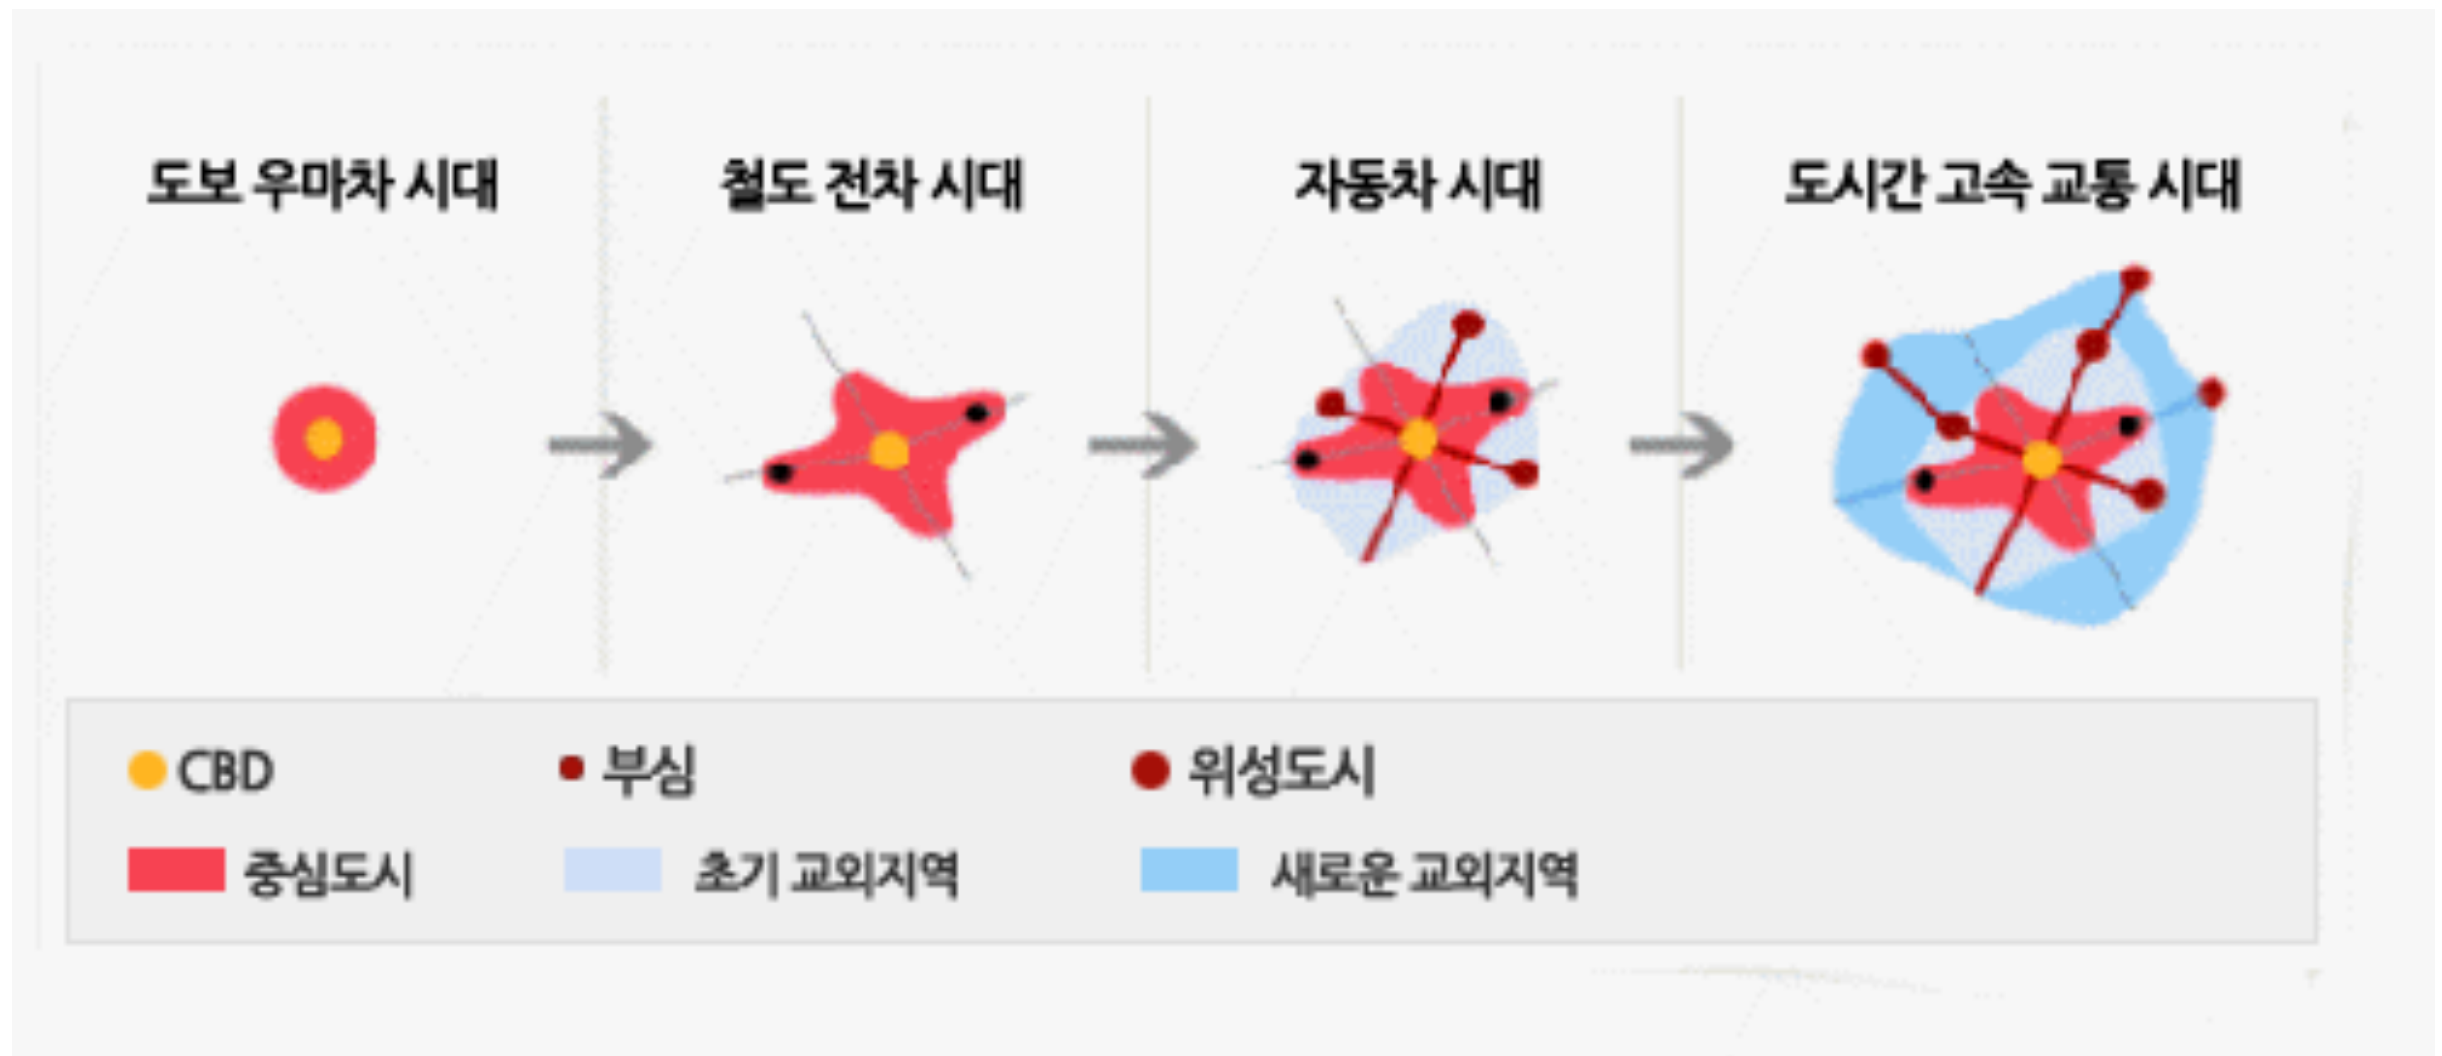 도보 우마차 시대
철도 전차 시대
자동차 시대
도시간 고속 교통 시대
CBD
부심
위성도시
중심도시
초기 교외지역
새로운 교외지역